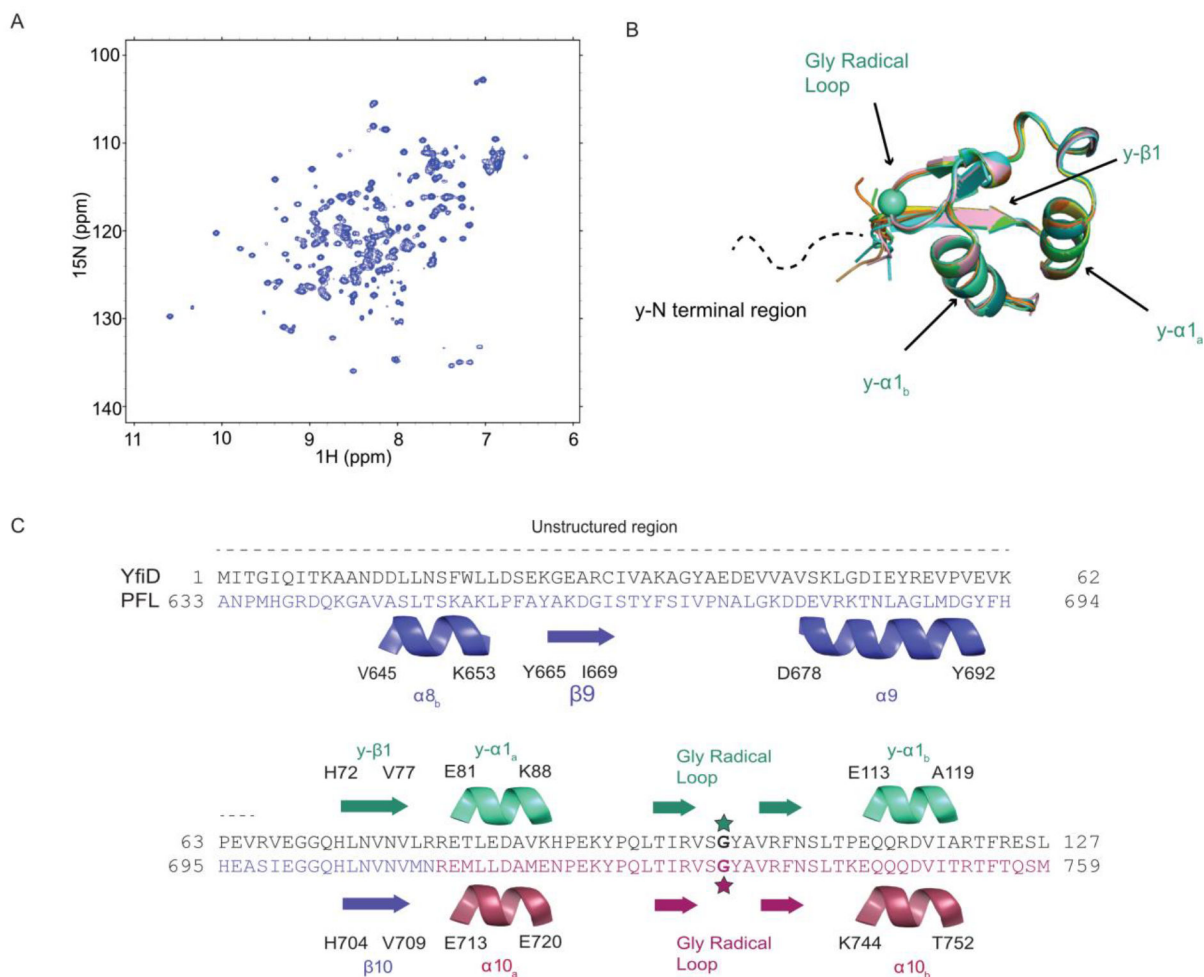 A
100
110
120
130
140
15N (ppm)
11 10 9 8 7 6
1H (ppm)
B
Gly Radical
Loop
y-β1
y-N terminal region
y-α1a
y-α1b
C
Unstructured region
YfiD 1 MITGIQITKAANDDLLNSFWLLDSEKGEARCIVAKAGYAEDEVVAVSKLGDIEYREVPVEVK 62
PFL 633 ANPMHGRDQKGAVASLTSKAKLPFAYAKDGISTYFSIVPNALGKDDEVRKTNLAGLMDGYFH 694
V645 K653 Y665 I669 D678 Y692
α8b β9 α9
y-β1 y-α1a Gly Radical y-α1b
Loop
H72 V77 E81 K88 E113 A119
63 PEVRVEGGQHLNVNVLRRETLEDAVKHPEKYPQLTIRVSGYAVRFNSLTPEQQRDVIARTFRESL 127
695 HEASIEGGQHLNVNVMNREMLLDAMENPEKYPQLTIRVSGYAVRFNSLTKEQQQDVITRTFTQSM 759
H704 V709 E713 E720 Gly Radical K744 T752
β10 α10a Loop α10b